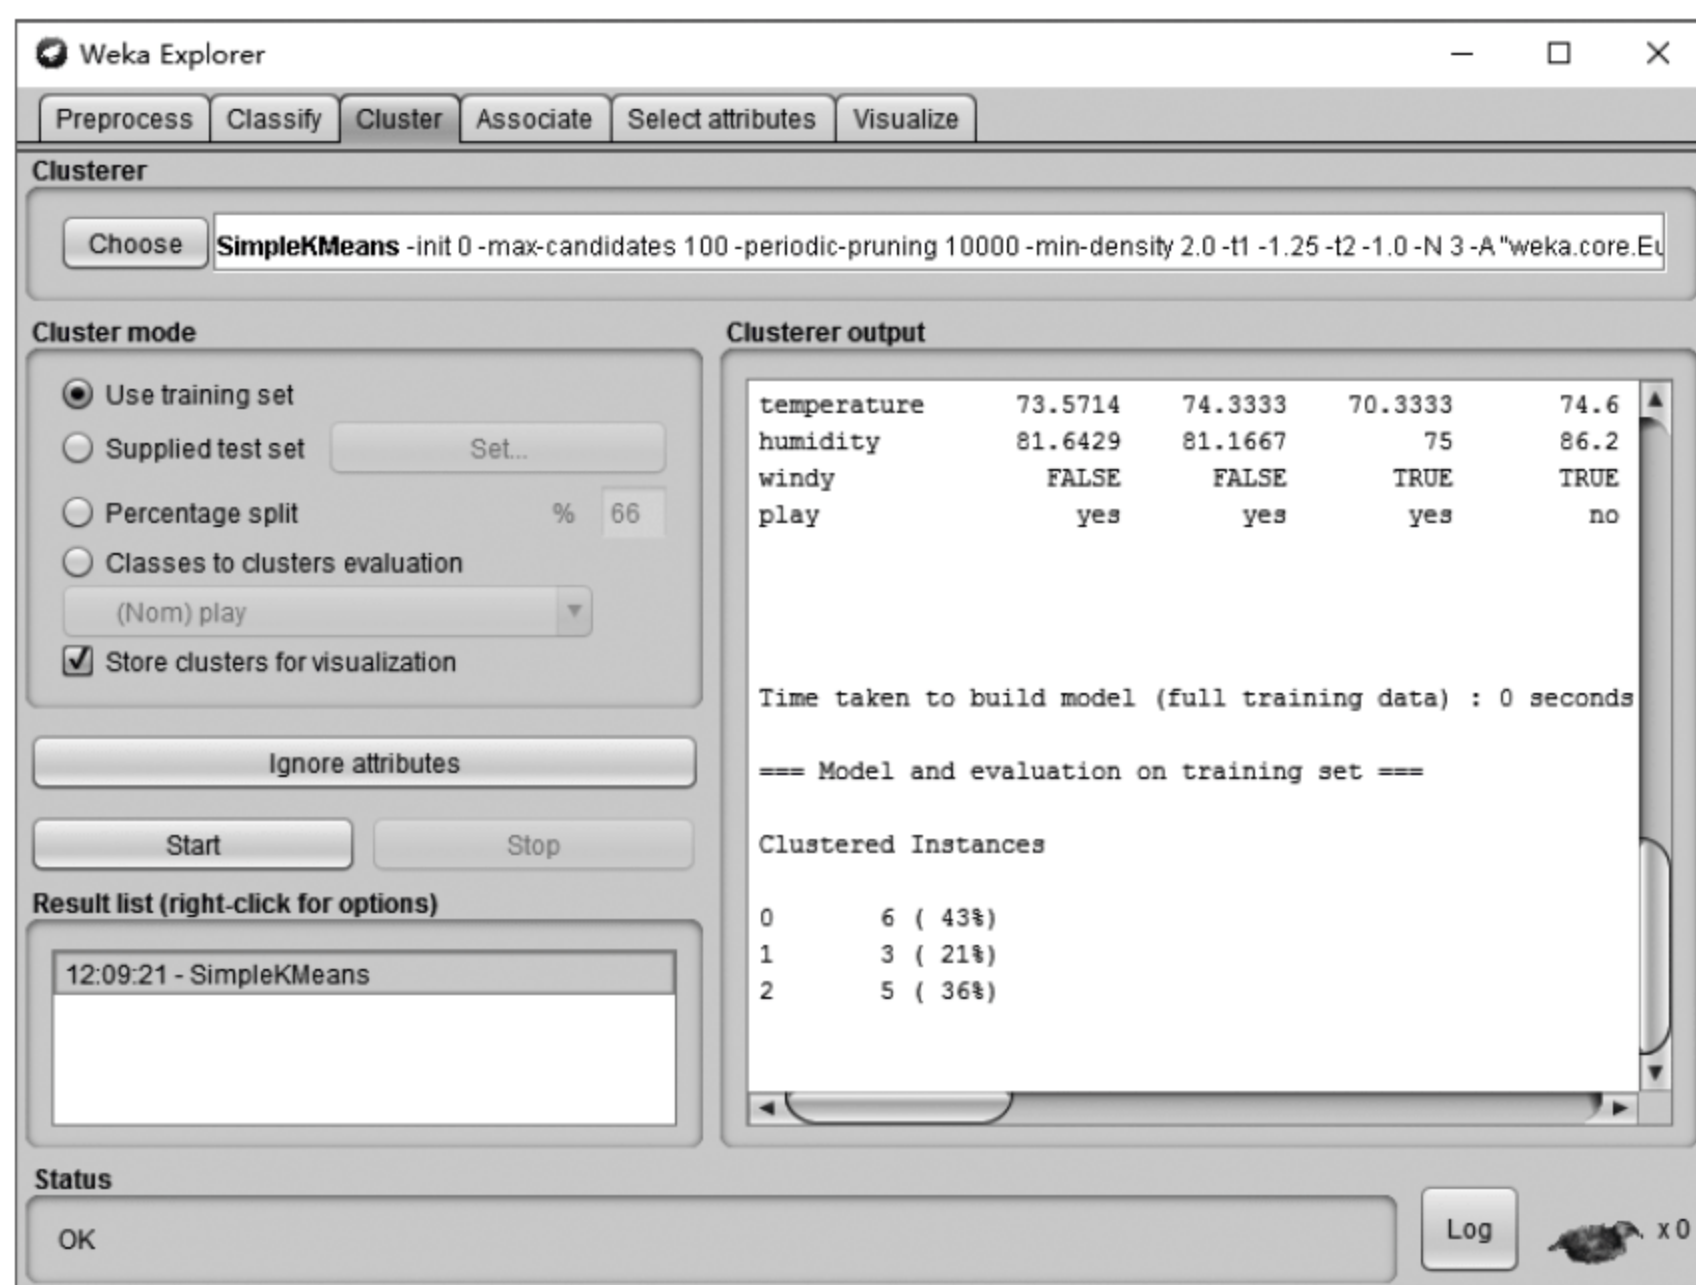 Weka Explorer
Preprocess Classify Cluster Associate Select attributes Visualize
Clusterer
Choose SimpleKMeans -init 0 -max-candidates 100 -periodic-pruning 10000 -min-density 2.0 -t1 -1.25 -t2 -1.0 -N 3 -A "weka.core.Eu
Cluster mode
Use training set
Supplied test set Set...
Percentage split % 66
Classes to clusters evaluation
(Nom) play
Store clusters for visualization
Ignore attributes
Start Stop
Result list (right-click for options)
12:09:21 - SimpleKMeans
Clusterer output
temperature 73.5714 74.3333 70.3333 74.6
humidity 81.6429 81.1667 75 86.2
windy FALSE FALSE TRUE TRUE
play yes yes yes no
Time taken to build model (full training data) : 0 seconds
=== Model and evaluation on training set ===
Clustered Instances
0 6 ( 43%)
1 3 ( 21%)
2 5 ( 36%)
Status
OK
Log x 0